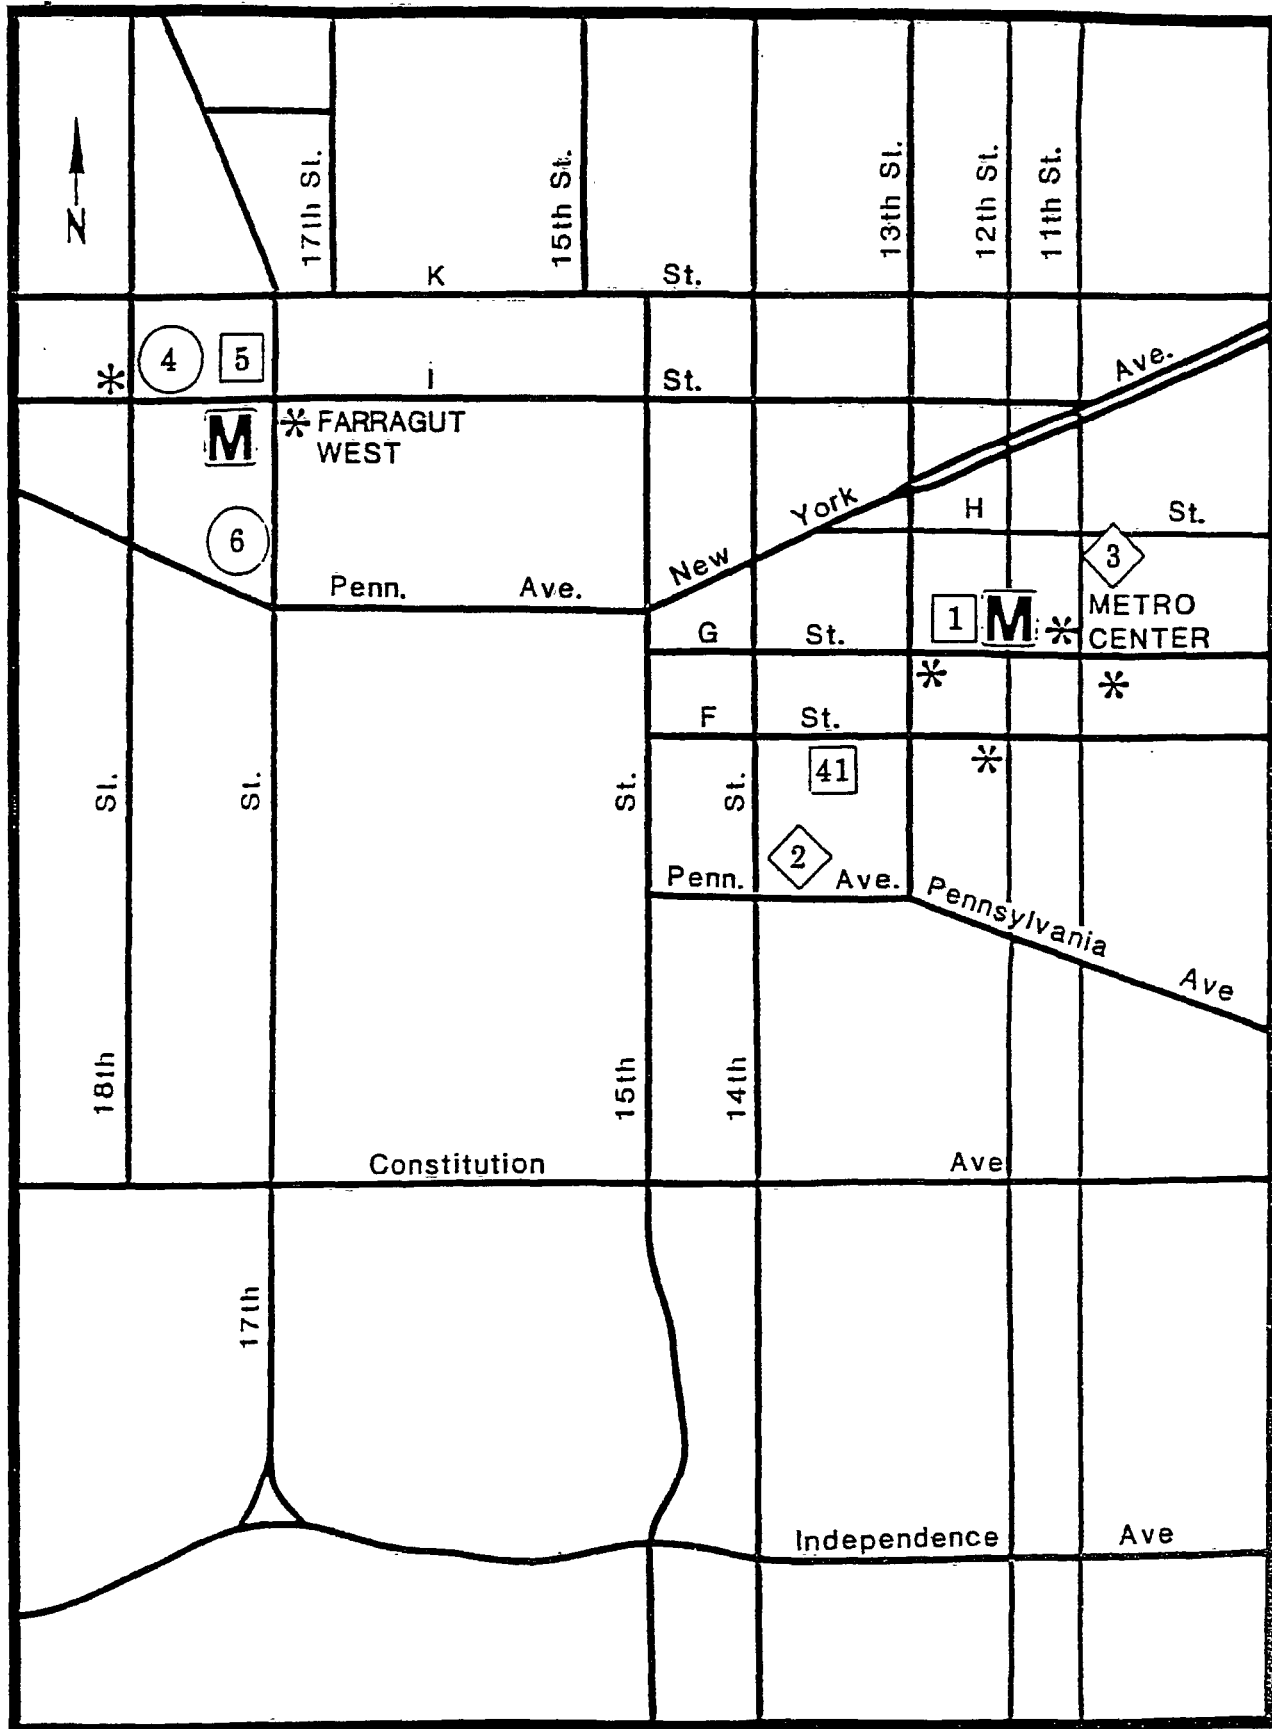 N
17th St.
15th St.
13th St.
12th St.
11th St.
K St.
4 5
I St.
Ave.
M * FARRAGUT
WEST
*
York
H St.
6
New
3
Penn. Ave.
1 M * METRO
CENTER
G St.
* *
F St.
41
*
St.
St.
St.
St.
2
Penn. Ave.
Pennsylvania
Ave
18th
15th
14th
Constitution Ave
17th
Independence Ave